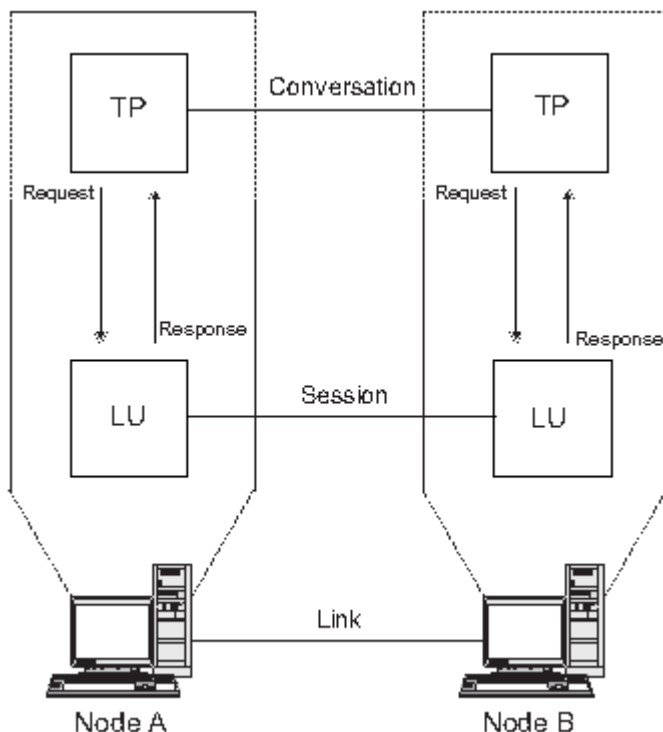 TP
Conversation
TP
Request
Request
Response
Response
LU
Session
LU
Link
Node A
Node B